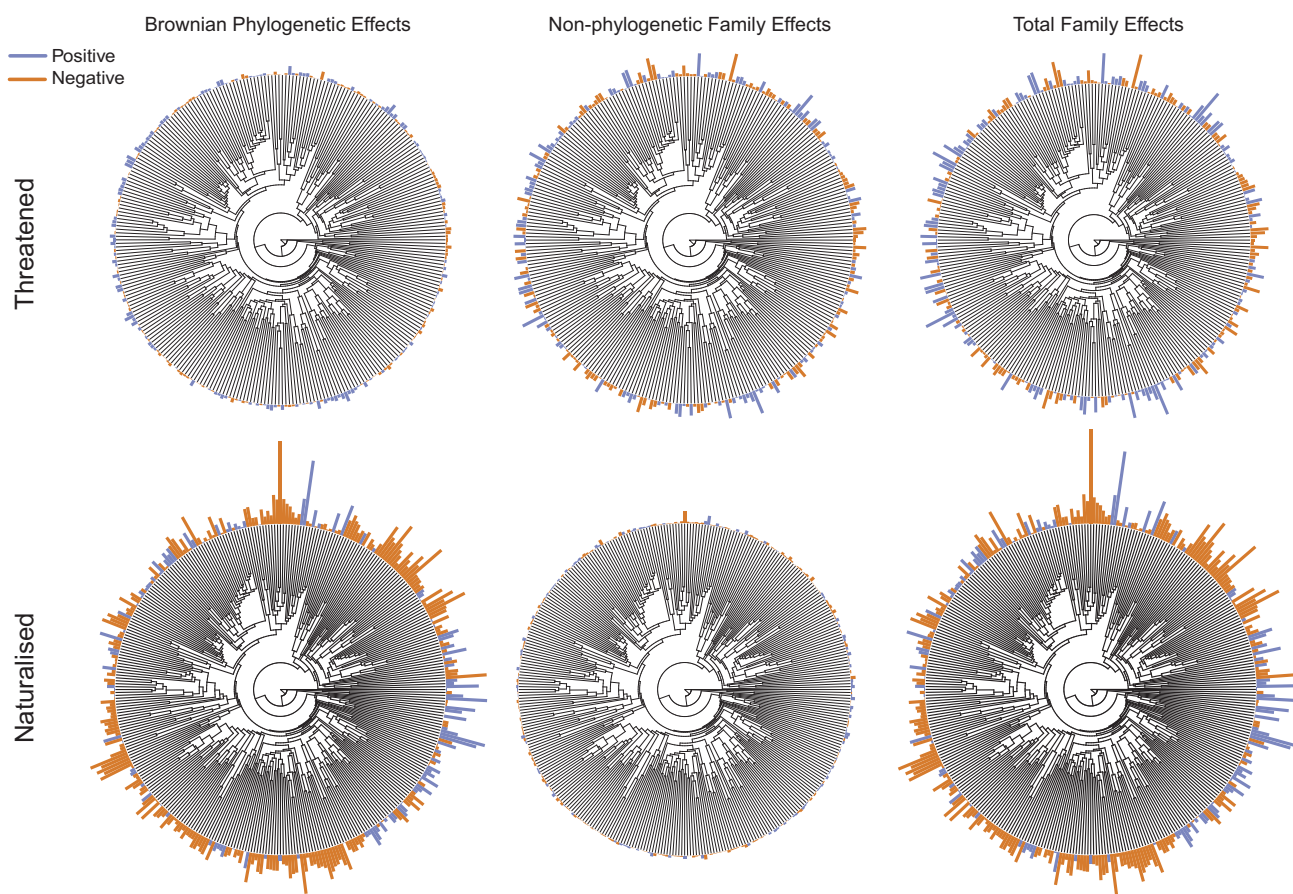 Brownian Phylogenetic Effects
Non-phylogenetic Family Effects
Total Family Effects
Positive
Negative
Threatened
Naturalised